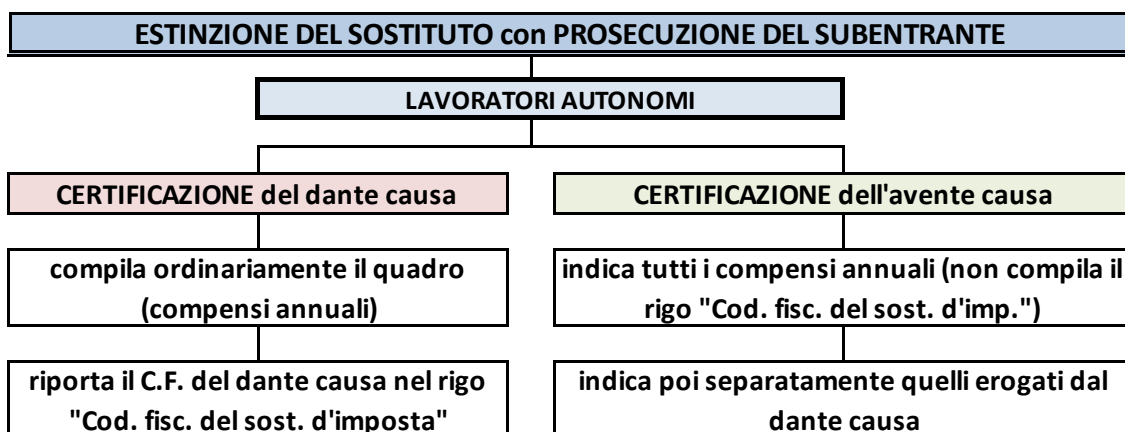 ESTINZIONE DEL SOSTITUTO con PROSECUZIONE DEL SUBENTRANTE
LAVORATORI AUTONOMI
CERTIFICAZIONE del dante causa
compila ordinariamente il quadro
(compensi annuali)
riporta il C.F. del dante causa nel rigo
"Cod. fisc. del sost. d'imposta"
CERTIFICAZIONE dell'avente causa
indica tutti i compensi annuali (non compila il
rigo "Cod. fisc. del sost. d'imp.")
indica poi separatamente quelli erogati dal
dante causa